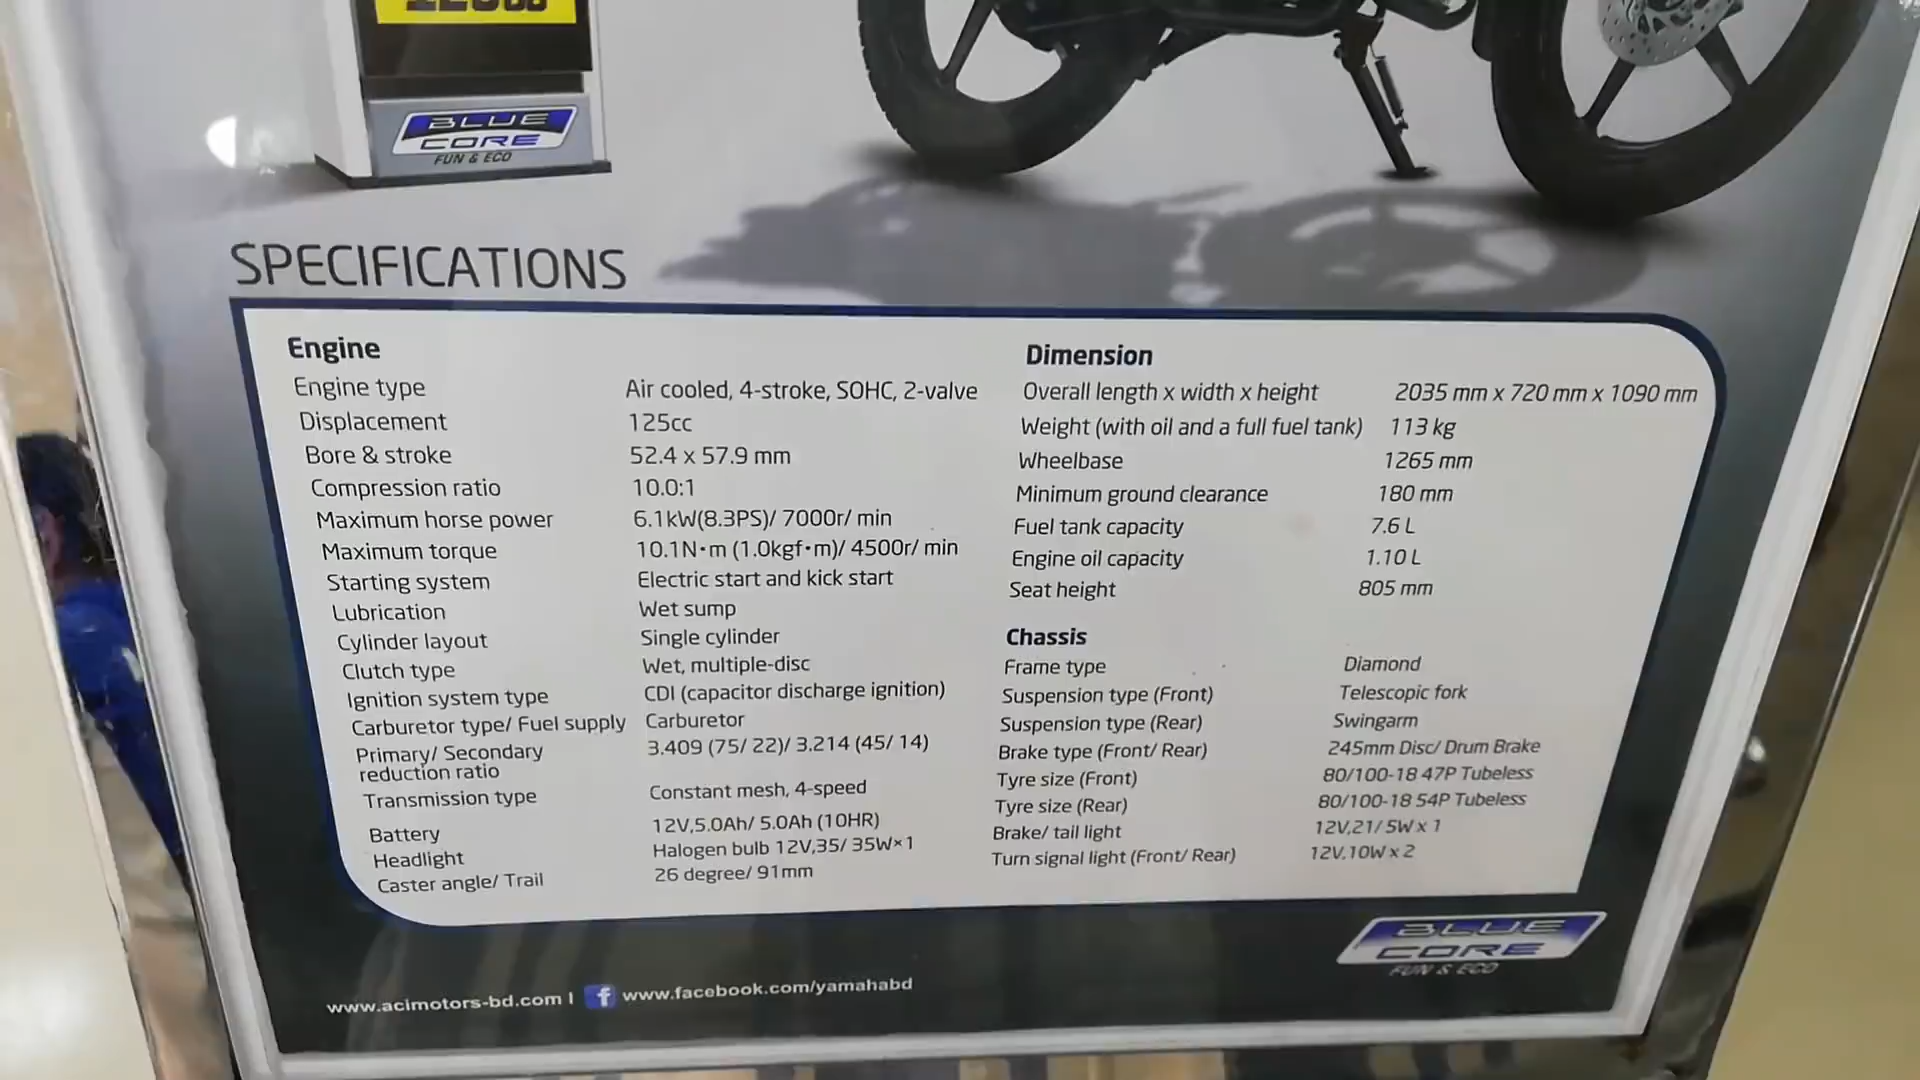 BLUE
CORE
FUN & ECO
SPECIFICATIONS
Engine
Engine type Air cooled, 4-stroke, SOHC, 2-valve
Displacement 125cc
Bore & stroke 52.4 x 57.9 mm
Compression ratio 10.0:1
Maximum horse power 6.1kW(8.3PS)/ 7000r/ min
Maximum torque 10.1N·m (1.0kgf·m)/ 4500r/ min
Starting system Electric start and kick start
Lubrication Wet sump
Cylinder layout Single cylinder
Clutch type Wet, multiple-disc
Ignition system type CDI (capacitor discharge ignition)
Carburetor type/ Fuel supply Carburetor
Primary/ Secondary
reduction ratio 3.409 (75/ 22)/ 3.214 (45/ 14)
Transmission type Constant mesh, 4-speed
Battery 12V,5.0Ah/ 5.0Ah (10HR)
Headlight Halogen bulb 12V,35/ 35W×1
Caster angle/ Trail 26 degree/ 91mm
Dimension
Overall length x width x height 2035 mm x 720 mm x 1090 mm
Weight (with oil and a full fuel tank) 113 kg
Wheelbase 1265 mm
Minimum ground clearance 180 mm
Fuel tank capacity 7.6 L
Engine oil capacity 1.10 L
Seat height 805 mm
Chassis
Frame type Diamond
Suspension type (Front) Telescopic fork
Suspension type (Rear) Swingarm
Brake type (Front/ Rear) 245mm Disc/ Drum Brake
Tyre size (Front) 80/100-18 47P Tubeless
Tyre size (Rear) 80/100-18 54P Tubeless
Brake/ tail light 12V,21/ 5W x 1
Turn signal light (Front/ Rear) 12V,10W x 2
BLUE
CORE
FUN & ECO
www.acimotors-bd.com | f www.facebook.com/yamahabd